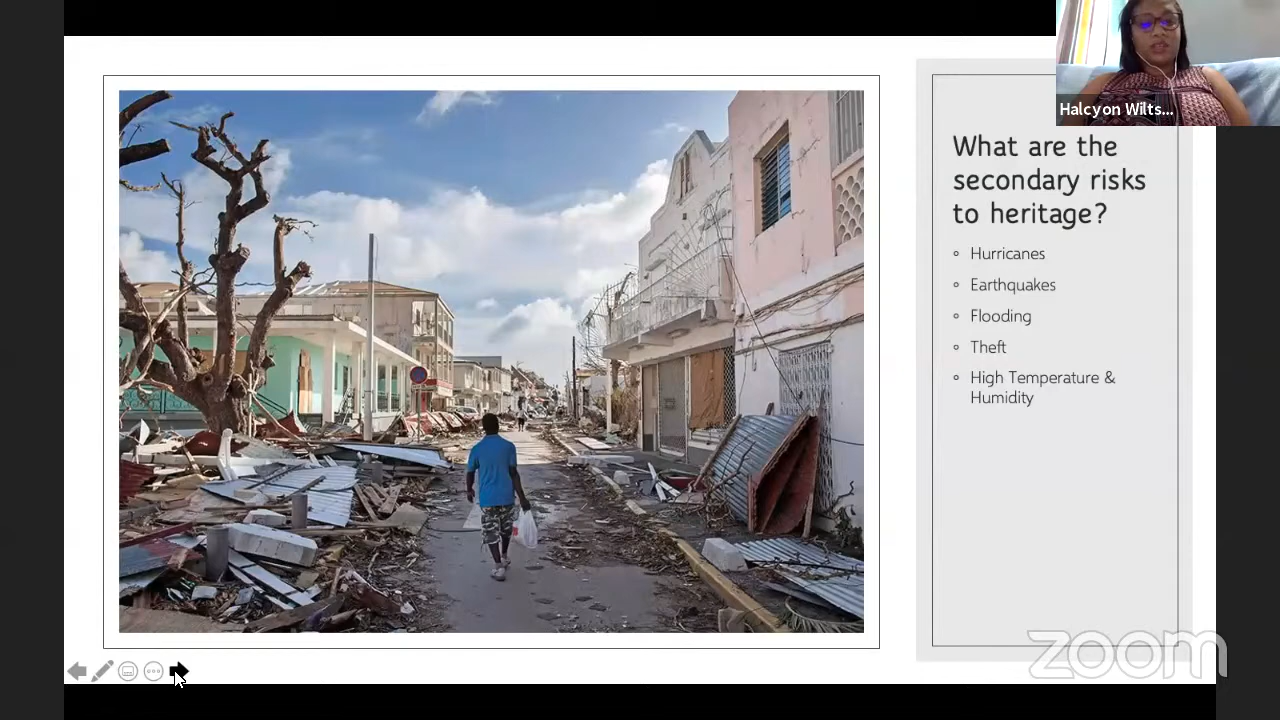 Halcyon Wilts...
What are the
secondary risks
to heritage?
Hurricanes
Earthquakes
Flooding
Theft
High Temperature &
Humidity
zoom